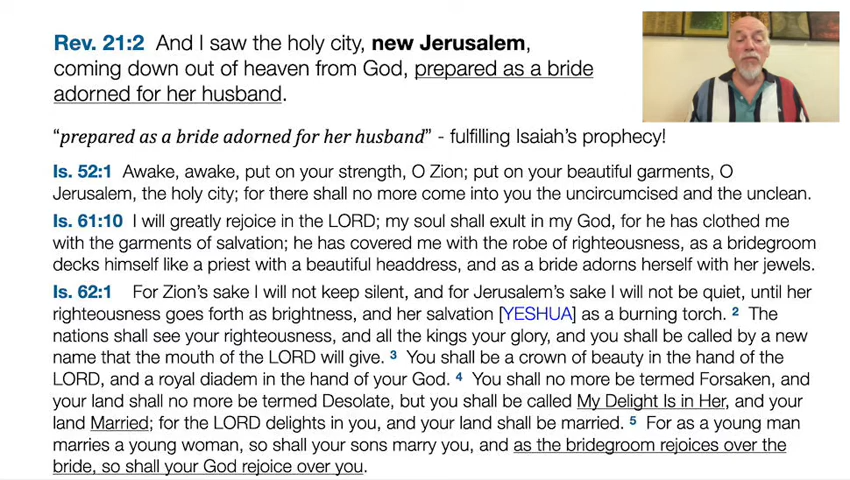 Rev. 21:2 And I saw the holy city, new Jerusalem,
coming down out of heaven from God, prepared as a bride
adorned for her husband.
“prepared as a bride adorned for her husband” - fulfilling Isaiah’s prophecy!
Is. 52:1 Awake, awake, put on your strength, O Zion; put on your beautiful garments, O
Jerusalem, the holy city; for there shall no more come into you the uncircumcised and the unclean.
Is. 61:10 I will greatly rejoice in the LORD; my soul shall exult in my God, for he has clothed me
with the garments of salvation; he has covered me with the robe of righteousness, as a bridegroom
decks himself like a priest with a beautiful headdress, and as a bride adorns herself with her jewels.
Is. 62:1 For Zion’s sake I will not keep silent, and for Jerusalem’s sake I will not be quiet, until her
righteousness goes forth as brightness, and her salvation [YESHUA] as a burning torch. 2 The
nations shall see your righteousness, and all the kings your glory, and you shall be called by a new
name that the mouth of the LORD will give. 3 You shall be a crown of beauty in the hand of the
LORD, and a royal diadem in the hand of your God. 4 You shall no more be termed Forsaken, and
your land shall no more be termed Desolate, but you shall be called My Delight Is in Her, and your
land Married; for the LORD delights in you, and your land shall be married. 5 For as a young man
marries a young woman, so shall your sons marry you, and as the bridegroom rejoices over the
bride, so shall your God rejoice over you.